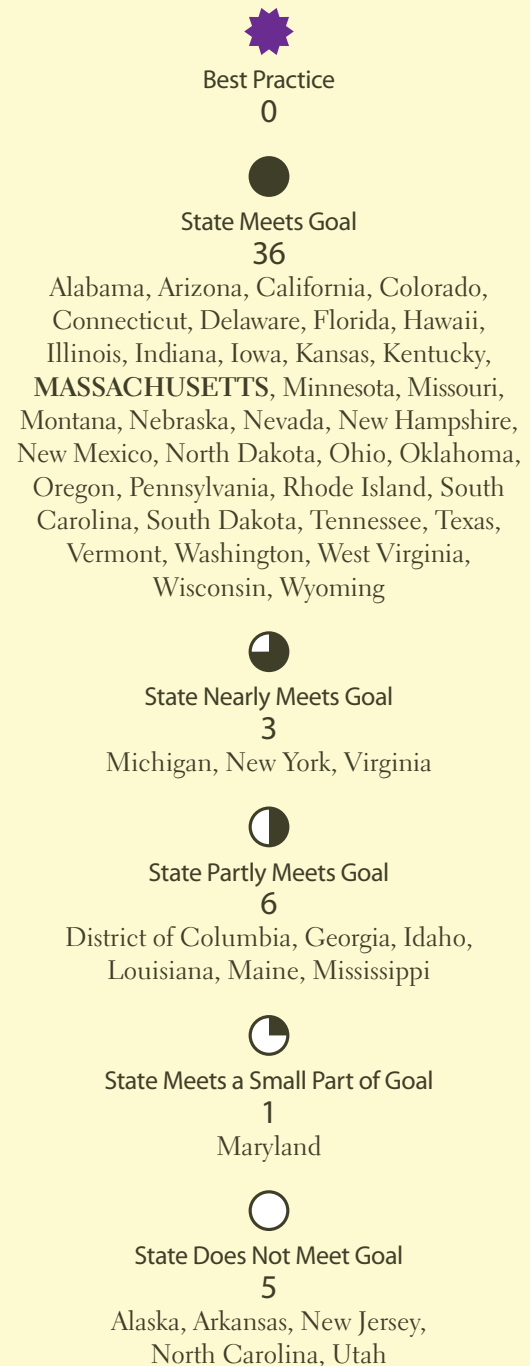 Best Practice
0
State Meets Goal
36
Alabama, Arizona, California, Colorado,
Connecticut, Delaware, Florida, Hawaii,
Illinois, Indiana, Iowa, Kansas, Kentucky,
MASSACHUSETTS, Minnesota, Missouri,
Montana, Nebraska, Nevada, New Hampshire,
New Mexico, North Dakota, Ohio, Oklahoma,
Oregon, Pennsylvania, Rhode Island, South
Carolina, South Dakota, Tennessee, Texas,
Vermont, Washington, West Virginia,
Wisconsin, Wyoming
State Nearly Meets Goal
3
Michigan, New York, Virginia
State Partly Meets Goal
6
District of Columbia, Georgia, Idaho,
Louisiana, Maine, Mississippi
State Meets a Small Part of Goal
1
Maryland
State Does Not Meet Goal
5
Alaska, Arkansas, New Jersey,
North Carolina, Utah